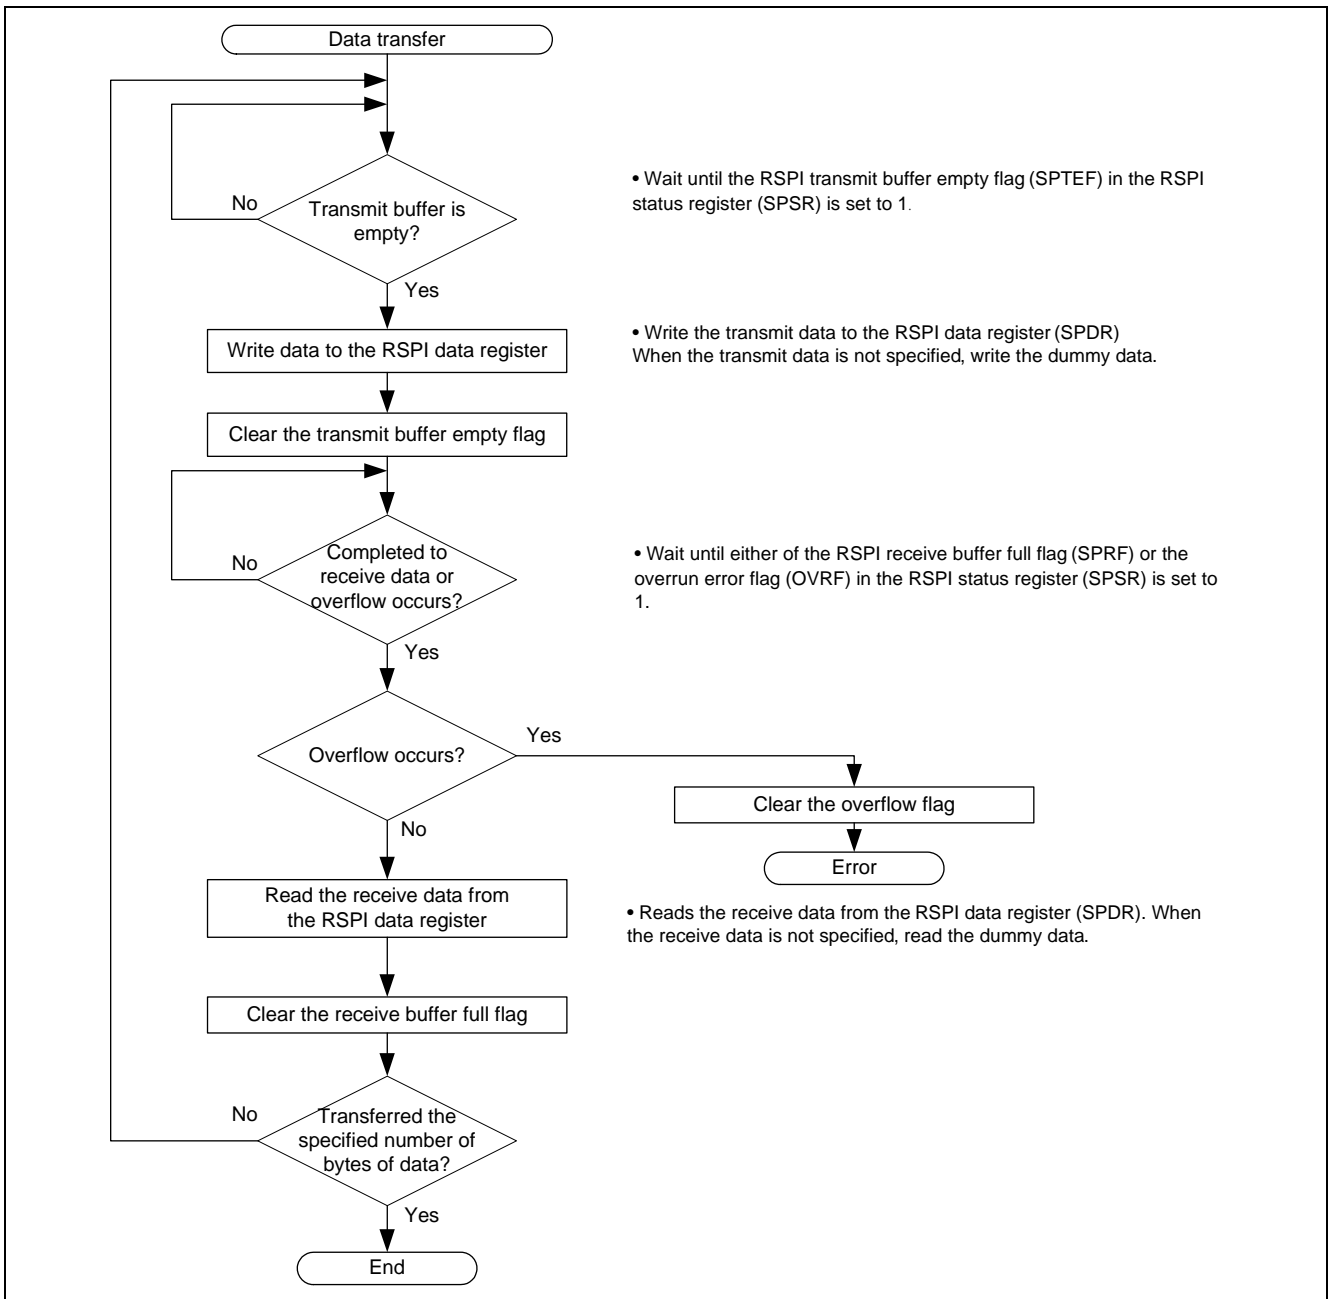 Data transfer
No
Transmit buffer is
empty?
• Wait until the RSPI transmit buffer empty flag (SPTEF) in the RSPI
status register (SPSR) is set to 1.
Yes
Write data to the RSPI data register
• Write the transmit data to the RSPI data register (SPDR)
When the transmit data is not specified, write the dummy data.
Clear the transmit buffer empty flag
No
Completed to
receive data or
overflow occurs?
• Wait until either of the RSPI receive buffer full flag (SPRF) or the
overrun error flag (OVRF) in the RSPI status register (SPSR) is set to
1.
Yes
Overflow occurs?
Yes
Clear the overflow flag
No
Error
Read the receive data from
the RSPI data register
• Reads the receive data from the RSPI data register (SPDR). When
the receive data is not specified, read the dummy data.
Clear the receive buffer full flag
No
Transferred the
specified number of
bytes of data?
Yes
End